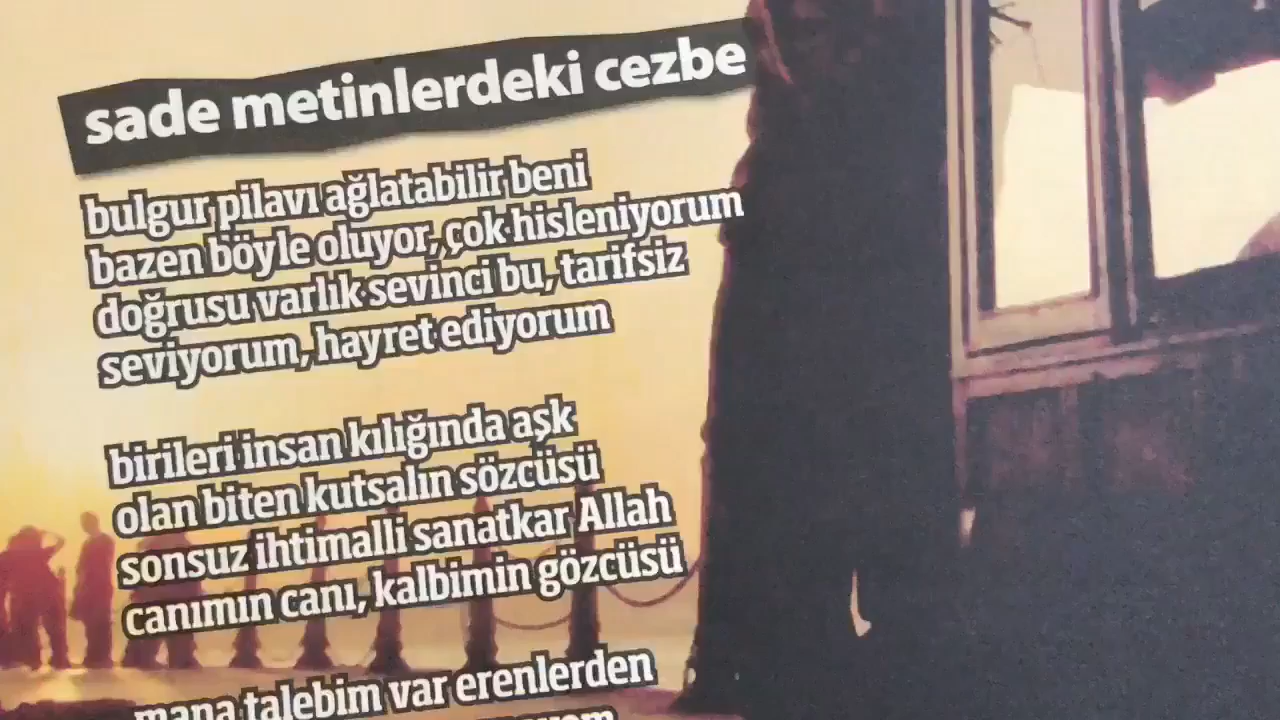 sade metinlerdeki cezbe
bulgur pilavı ağlatabilir beni
bazen böyle oluyor, çok hisleniyorum
doğrusu varlık sevinci bu, tarifsiz
seviyorum, hayret ediyorum
birileri insan kılığında aşk
olan biten kutsalın sözcüsü
sonsuz ihtimalli sanatkar Allah
canımın canı, kalbimin gözcüsü
mana talebim var erenlerden